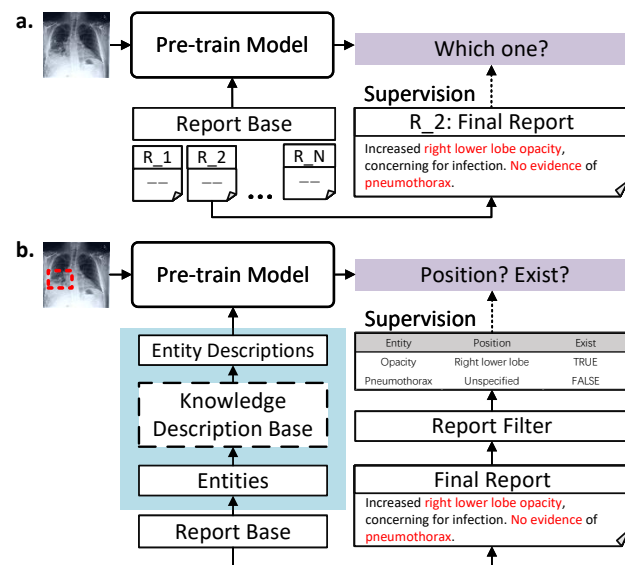 a.
Pre-train Model
Which one?
Supervision
Report Base
R_1
R_2
R_N
R_2: Final Report
Increased right lower lobe opacity,
concerning for infection. No evidence of
pneumothorax.
b.
Pre-train Model
Position? Exist?
Supervision
Entity Position Exist
Opacity Right lower lobe TRUE
Pneumothorax Unspecified FALSE
Entity Descriptions
Knowledge
Description Base
Report Filter
Entities
Final Report
Increased right lower lobe opacity,
concerning for infection. No evidence of
pneumothorax.
Report Base